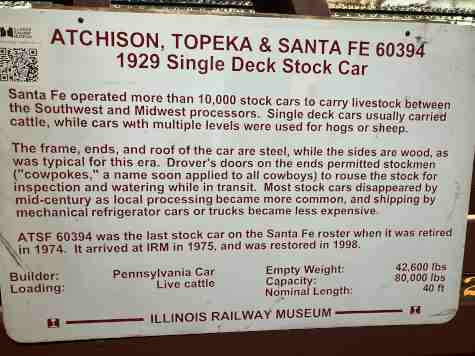 ILLINOIS
RAILWAY
MUSEUM
ATCHISON, TOPEKA & SANTA FE 60394
1929 Single Deck Stock Car
Santa Fe operated more than 10,000 stock cars to carry livestock between
the Southwest and Midwest processors. Single deck cars usually carried
cattle, while cars with multiple levels were used for hogs or sheep.
The frame, ends, and roof of the car are steel, while the sides are wood, as
was typical for this era. Drover's doors on the ends permitted stockmen
("cowpokes," a name soon applied to all cowboys) to rouse the stock for
inspection and watering while in transit. Most stock cars disappeared by
mid-century as local processing became more common, and shipping by
mechanical refrigerator cars or trucks became less expensive.
ATSF 60394 was the last stock car on the Santa Fe roster when it was retired
in 1974. It arrived at IRM in 1975, and was restored in 1998.
Builder: Pennsylvania Car Empty Weight: 42,600 lbs
Loading: Live cattle Capacity: 80,000 lbs
Nominal Length: 40 ft
ILLINOIS RAILWAY MUSEUM